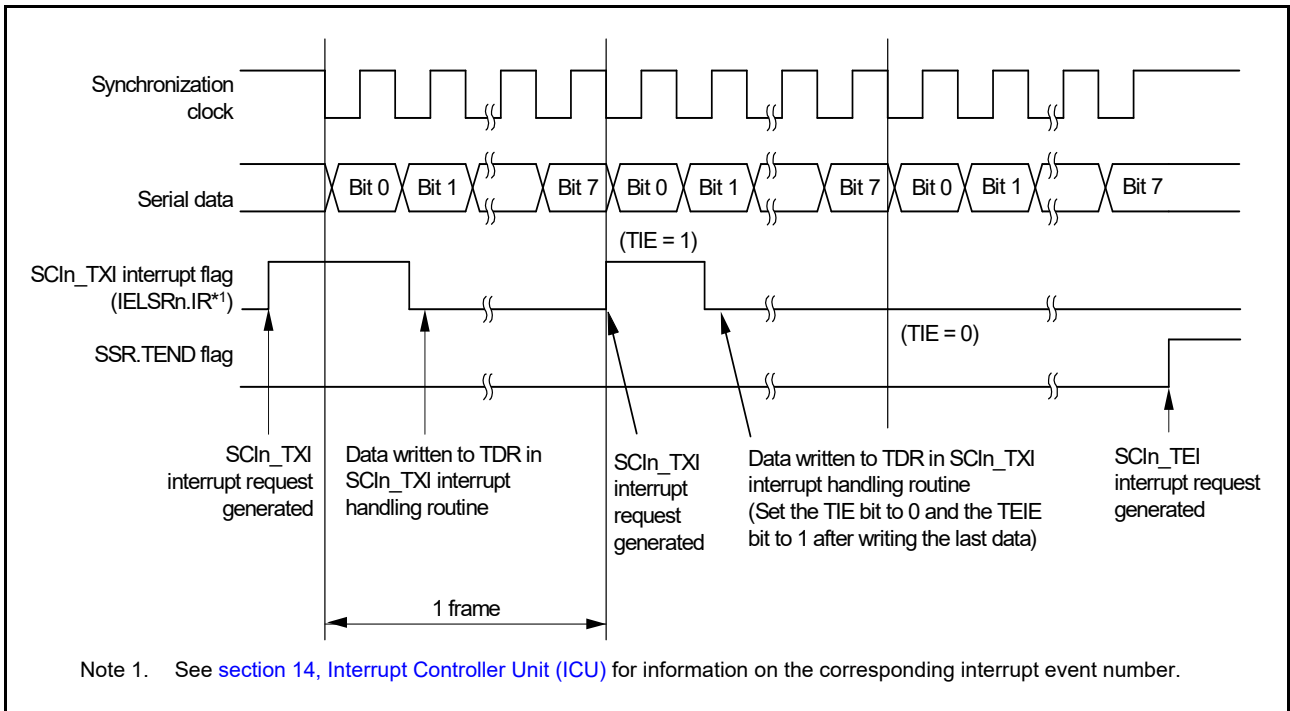 Synchronization
clock
Serial data
Bit 0 Bit 1 Bit 7 Bit 0 Bit 1 Bit 7 Bit 0 Bit 1 Bit 7
(TIE = 1)
SCIn_TXI interrupt flag
(IELSRn.IR*1)
(TIE = 0)
SSR.TEND flag
SCIn_TXI
interrupt request
generated
Data written to TDR in
SCIn_TXI interrupt
handling routine
SCIn_TXI
interrupt
request
generated
Data written to TDR in SCIn_TXI
interrupt handling routine
(Set the TIE bit to 0 and the TEIE
bit to 1 after writing the last data)
SCIn_TEI
interrupt request
generated
1 frame
Note 1. See section 14, Interrupt Controller Unit (ICU) for information on the corresponding interrupt event number.